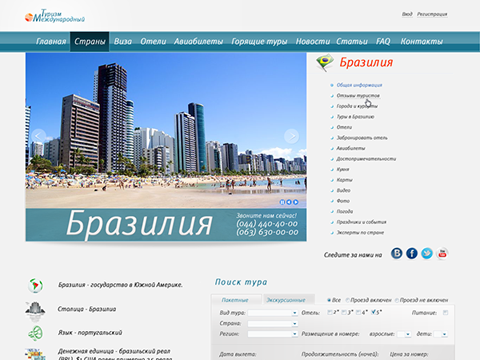 Туризм
Международный
Вход Регистрация
Главная Страны Виза Отели Авиабилеты Горящие туры Новости Статьи FAQ Контакты
Бразилия
Общая информация
Отзывы туристов
Города и курорты
Туры в Бразилию
Отели
Забронировать отель
Авиабилеты
Достопримечательности
Кухня
Карты
Видео
Фото
Погода
Праздники и события
Эксперты по стране
Бразилия
Звоните нам сейчас!
(044) 440-40-00
(063) 630-00-00
Следите за нами на
Бразилия - государство в Южной Америке.
Столица - Бразилиа
Язык - португальский
Денежная единица - бразильский реал
(BRL). $1 США равен примерно 2.5 реала
Поиск тура
Пакетные Экскурсионные
Все Проезд включен Проезд не включен
Вид тура: Отель: 2* 3* 4* 5* Питание:
Страна:
Регион: Размещение в номере: взрослые: дети:
Дата вылета: Продолжительность (ночей): Цена за номер: